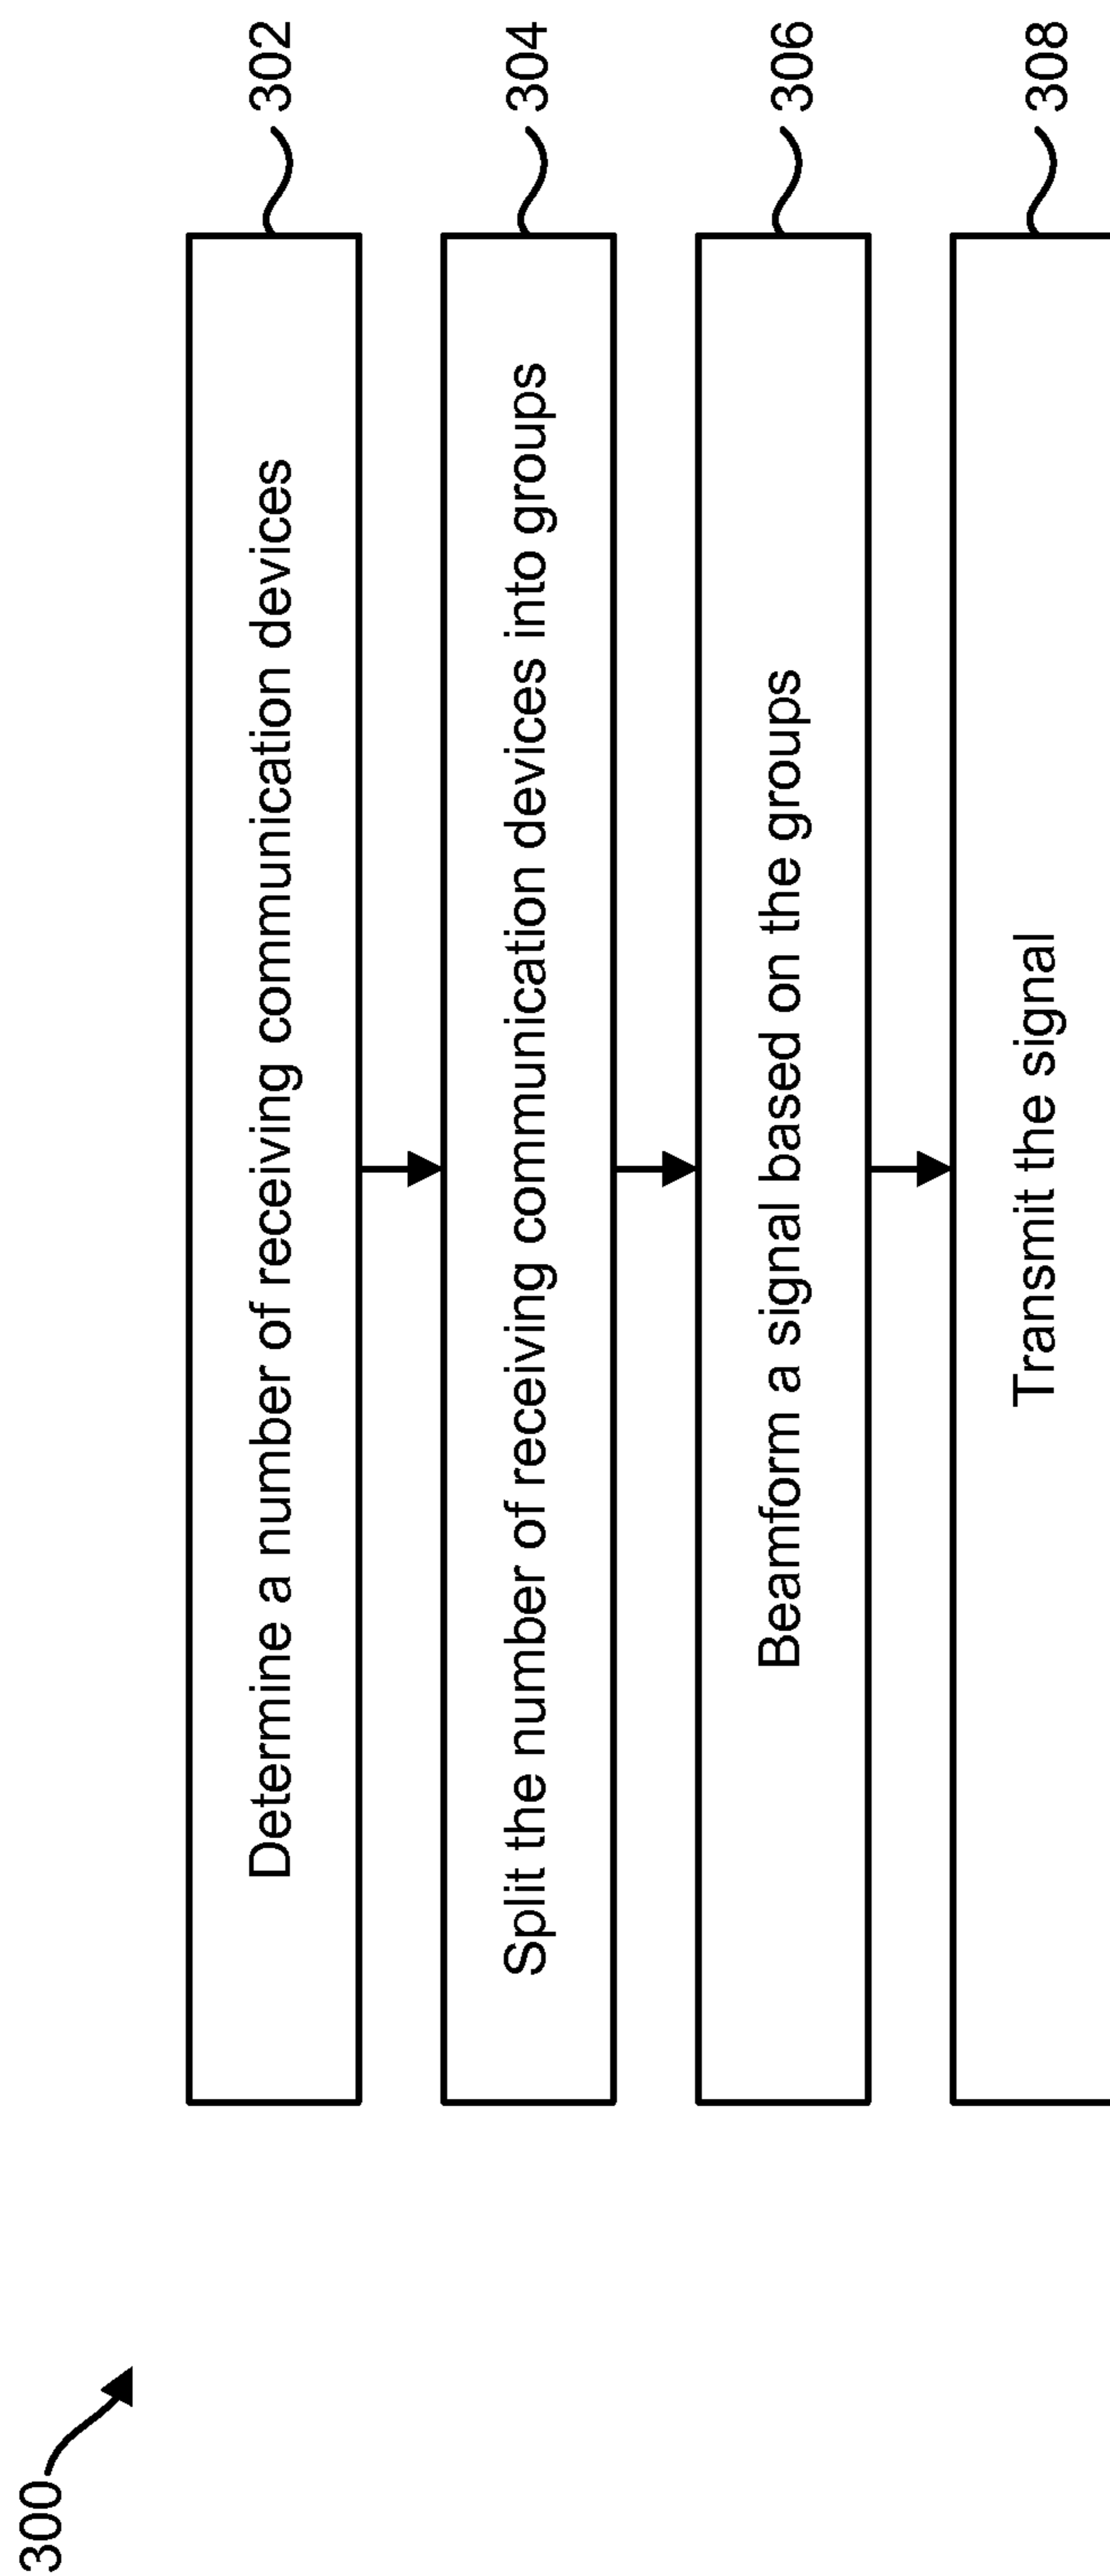 300
Determine a number of receiving communication devices
302
Split the number of receiving communication devices into groups
304
Beamform a signal based on the groups
306
Transmit the signal
308